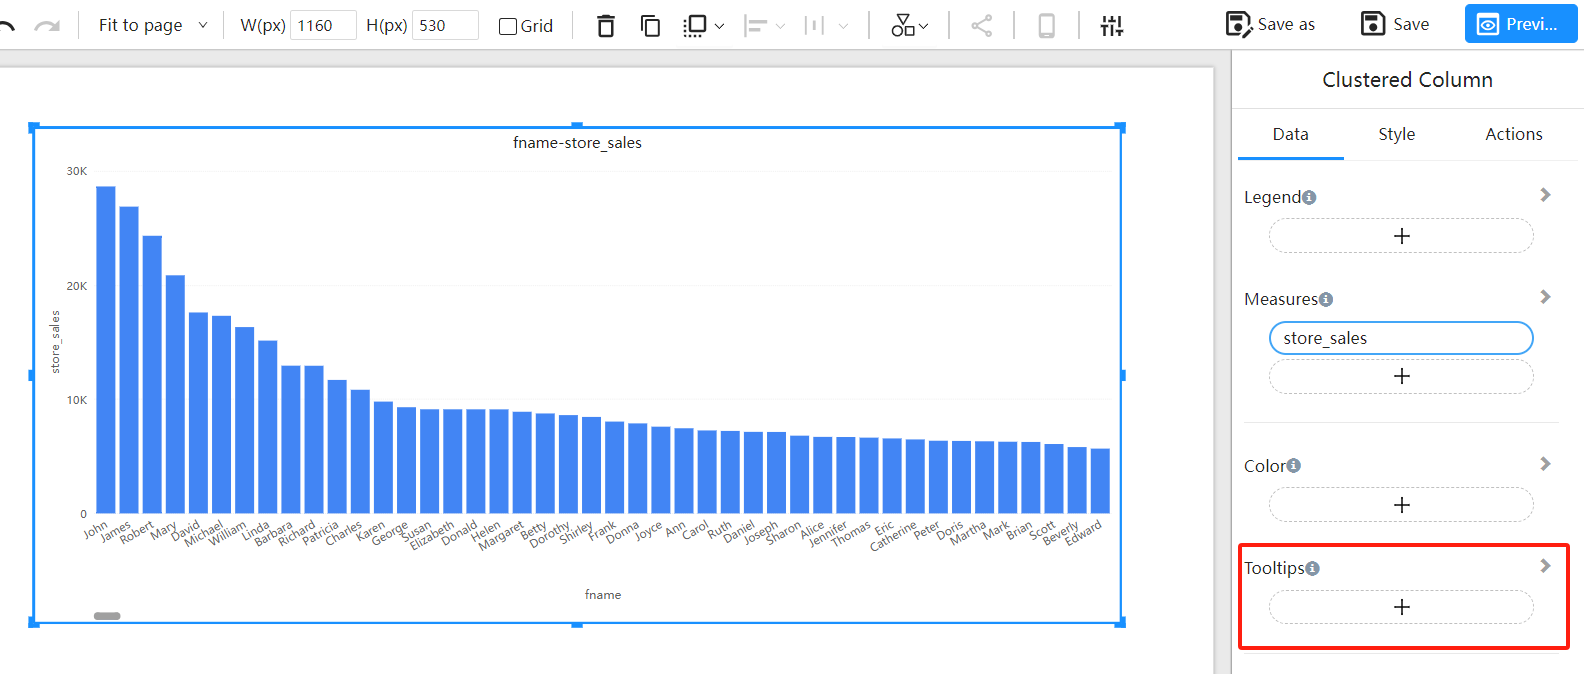 Fit to page W(px) 1160 H(px) 530 Grid Save as Save Previ...
Clustered Column
Data Style Actions
fname-store_sales
30K
20K
10K
0
store_sales
John James Robert Mary David Michael William Linda Barbara Richard Patricia Charles Karen George Susan Elizabeth Donald Helen Margaret Betty Dorothy Shirley Frank Donna Joyce Ann Carol Ruth Daniel Joseph Sharon Alice Jennifer Thomas Eric Catherine Peter Doris Martha Mark Brian Scott Beverly Edward
fname
Legend
Measures
store_sales
Color
Tooltips